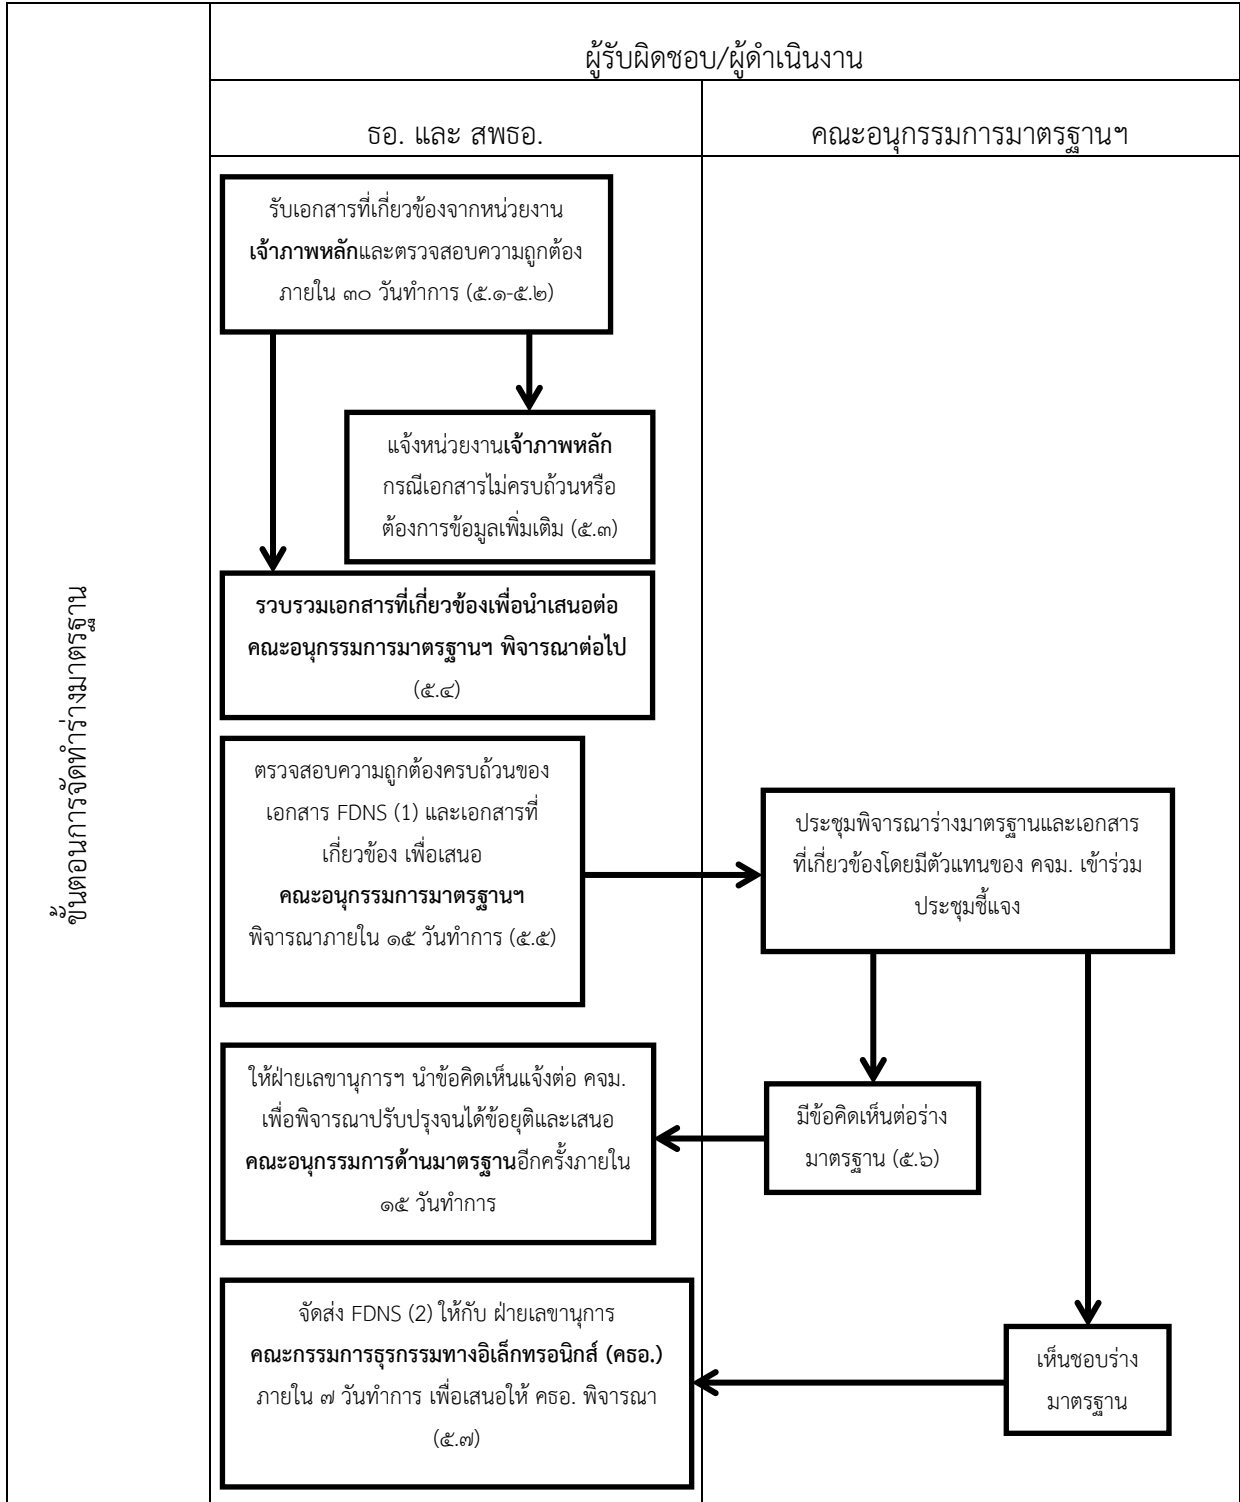 ผู้รับผิดชอบ/ผู้ดำเนินงาน
ธอ. และ สพธอ.
คณะอนุกรรมการมาตรฐานฯ
ขั้นตอนการจัดทำร่างมาตรฐาน
รับเอกสารที่เกี่ยวข้องจากหน่วยงาน
เจ้าภาพหลักและตรวจสอบความถูกต้อง
ภายใน ๓๐ วันทำการ (๕.๑-๕.๒)
แจ้งหน่วยงานเจ้าภาพหลัก
กรณีเอกสารไม่ครบถ้วนหรือ
ต้องการข้อมูลเพิ่มเติม (๕.๓)
รวบรวมเอกสารที่เกี่ยวข้องเพื่อนำเสนอต่อ
คณะอนุกรรมการมาตรฐานฯ พิจารณาต่อไป
(๕.๔)
ตรวจสอบความถูกต้องครบถ้วนของ
เอกสาร FDNS (1) และเอกสารที่
เกี่ยวข้อง เพื่อเสนอ
คณะอนุกรรมการมาตรฐานฯ
พิจารณาภายใน ๑๕ วันทำการ (๕.๕)
ประชุมพิจารณาร่างมาตรฐานและเอกสาร
ที่เกี่ยวข้องโดยมีตัวแทนของ คจม. เข้าร่วม
ประชุมชี้แจง
มีข้อคิดเห็นต่อร่าง
มาตรฐาน (๕.๖)
ให้ฝ่ายเลขานุการฯ นำข้อคิดเห็นแจ้งต่อ คจม.
เพื่อพิจารณาปรับปรุงจนได้ข้อยุติและเสนอ
คณะอนุกรรมการด้านมาตรฐานอีกครั้งภายใน
๑๕ วันทำการ
เห็นชอบร่าง
มาตรฐาน
จัดส่ง FDNS (2) ให้กับ ฝ่ายเลขานุการ
คณะกรรมการธุรกรรมทางอิเล็กทรอนิกส์ (คธอ.)
ภายใน ๗ วันทำการ เพื่อเสนอให้ คธอ. พิจารณา
(๕.๗)